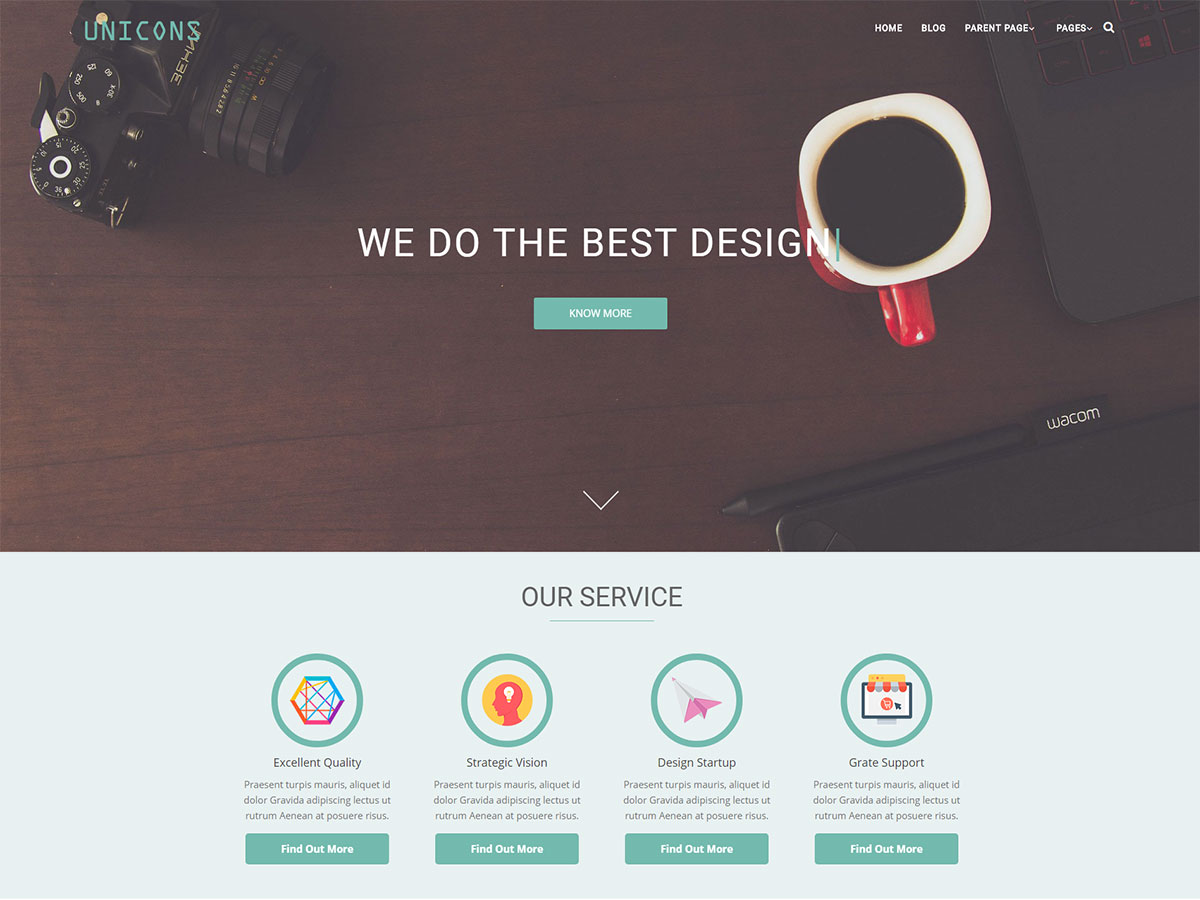 UNICONS
HOME BLOG PARENT PAGE PAGES
WE DO THE BEST DESIGN
KNOW MORE
wacom
OUR SERVICE
Excellent Quality
Praesent turpis mauris, aliquet id
dolor Gravida adipiscing lectus ut
rutrum Aenean at posuere risus.
Find Out More
Strategic Vision
Praesent turpis mauris, aliquet id
dolor Gravida adipiscing lectus ut
rutrum Aenean at posuere risus.
Find Out More
Design Startup
Praesent turpis mauris, aliquet id
dolor Gravida adipiscing lectus ut
rutrum Aenean at posuere risus.
Find Out More
Grate Support
Praesent turpis mauris, aliquet id
dolor Gravida adipiscing lectus ut
rutrum Aenean at posuere risus.
Find Out More